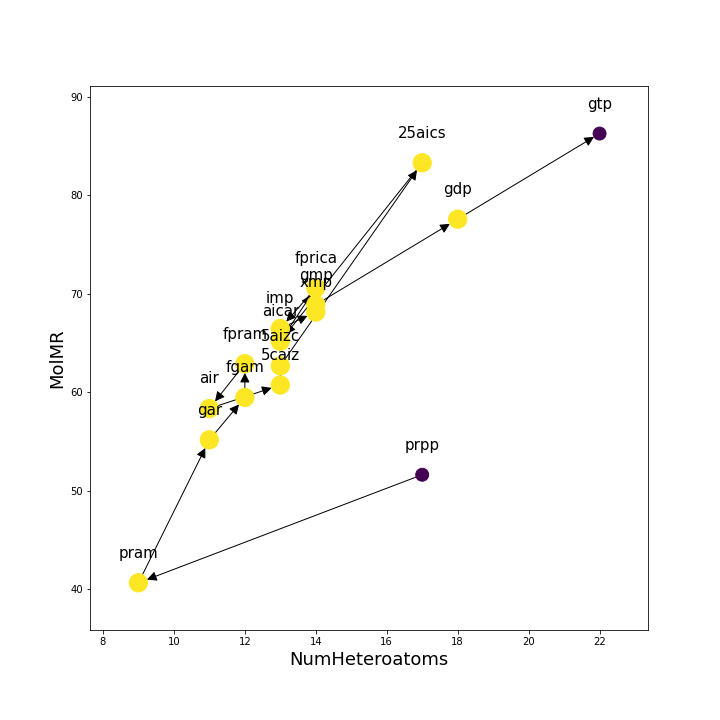 gtp
90
25aics
80
gdp
fprica
gmp
xmp
70
imp
aicar
5aizc
fpram
5caiz
fgam
air
60
gar
prpp
50
pram
40
MolMR
8 10 12 14 16 18 20 22
NumHeteroatoms